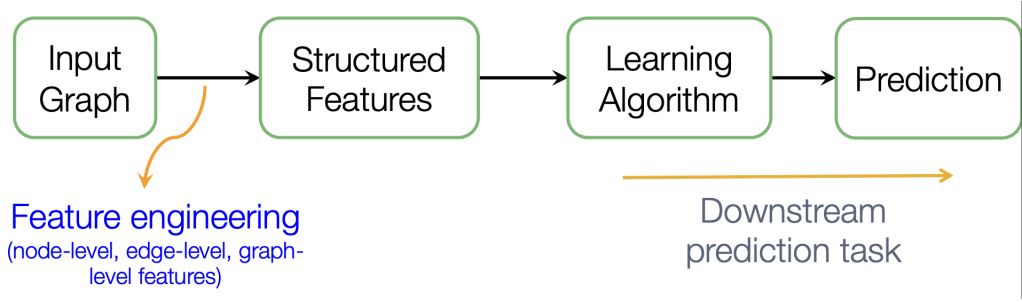 Input
Graph
Structured
Features
Learning
Algorithm
Prediction
Feature engineering
(node-level, edge-level, graph-
level features)
Downstream
prediction task